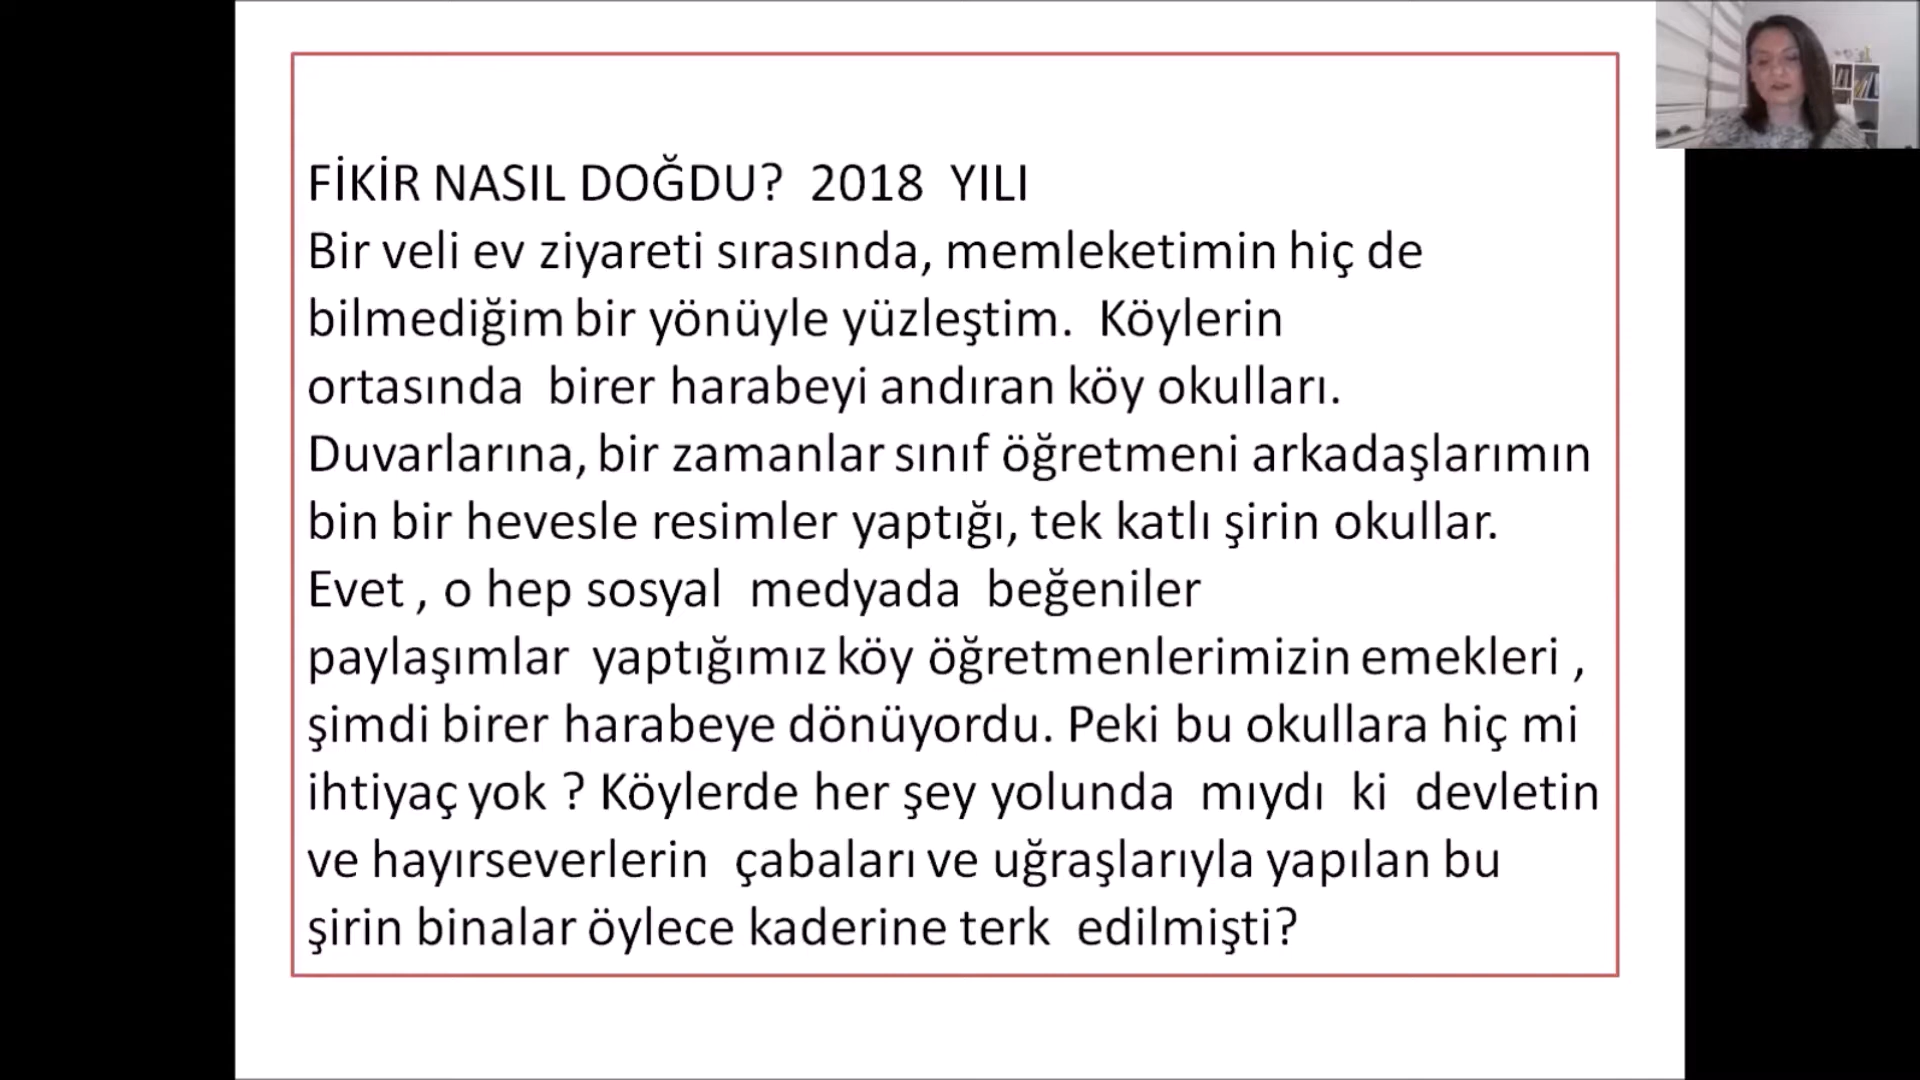 FİKİR NASIL DOĞDU? 2018 YILI
Bir veli ev ziyareti sırasında, memleketimin hiç de
bilmediğim bir yönüyle yüzleştim. Köylerin
ortasında birer harabeyi andıran köy okulları.
Duvarlarına, bir zamanlar sınıf öğretmeni arkadaşlarımın
bin bir hevesle resimler yaptığı, tek katlı şirin okullar.
Evet , o hep sosyal medyada beğeniler
paylaşımlar yaptığımız köy öğretmenlerimizin emekleri ,
şimdi birer harabeye dönüyordu. Peki bu okullara hiç mi
ihtiyaç yok ? Köylerde her şey yolunda mıydı ki devletin
ve hayırseverlerin çabaları ve uğraşlarıyla yapılan bu
şirin binalar öylece kaderine terk edilmişti?